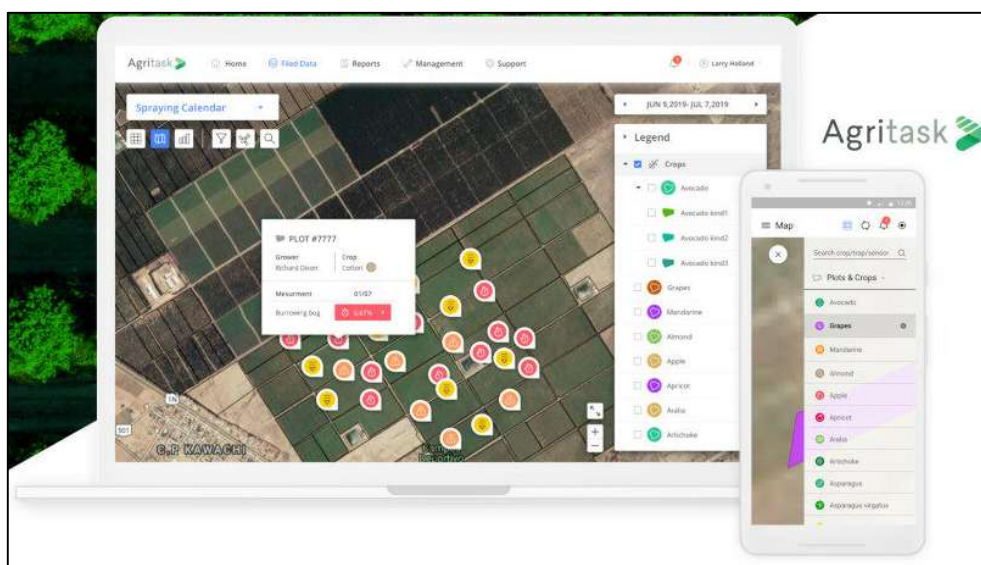 Agritask
Home
Filed Data
Reports
Management
Support
Larry Holland
Spraying Calendar
JUN 9,2019- JUL 7,2019
Legend
Crops
Avocado
Avocado kind1
Avocado kind2
Avocado kind3
Grapes
Mandarine
Almond
Apple
Apricot
Aralia
Artichoke
PLOT #7777
Grower
Crop
Richard Dixon
Cotton
Mesurment
01/07
Burrowing bug
1N
501
C.P KAWACHI
Agritask
Map
Search crop/trap/sensor
Plots & Crops
Avocado
Grapes
Mandarine
Almond
Apple
Apricot
Aralia
Artichoke
Asparagus
Asparagus virgatus